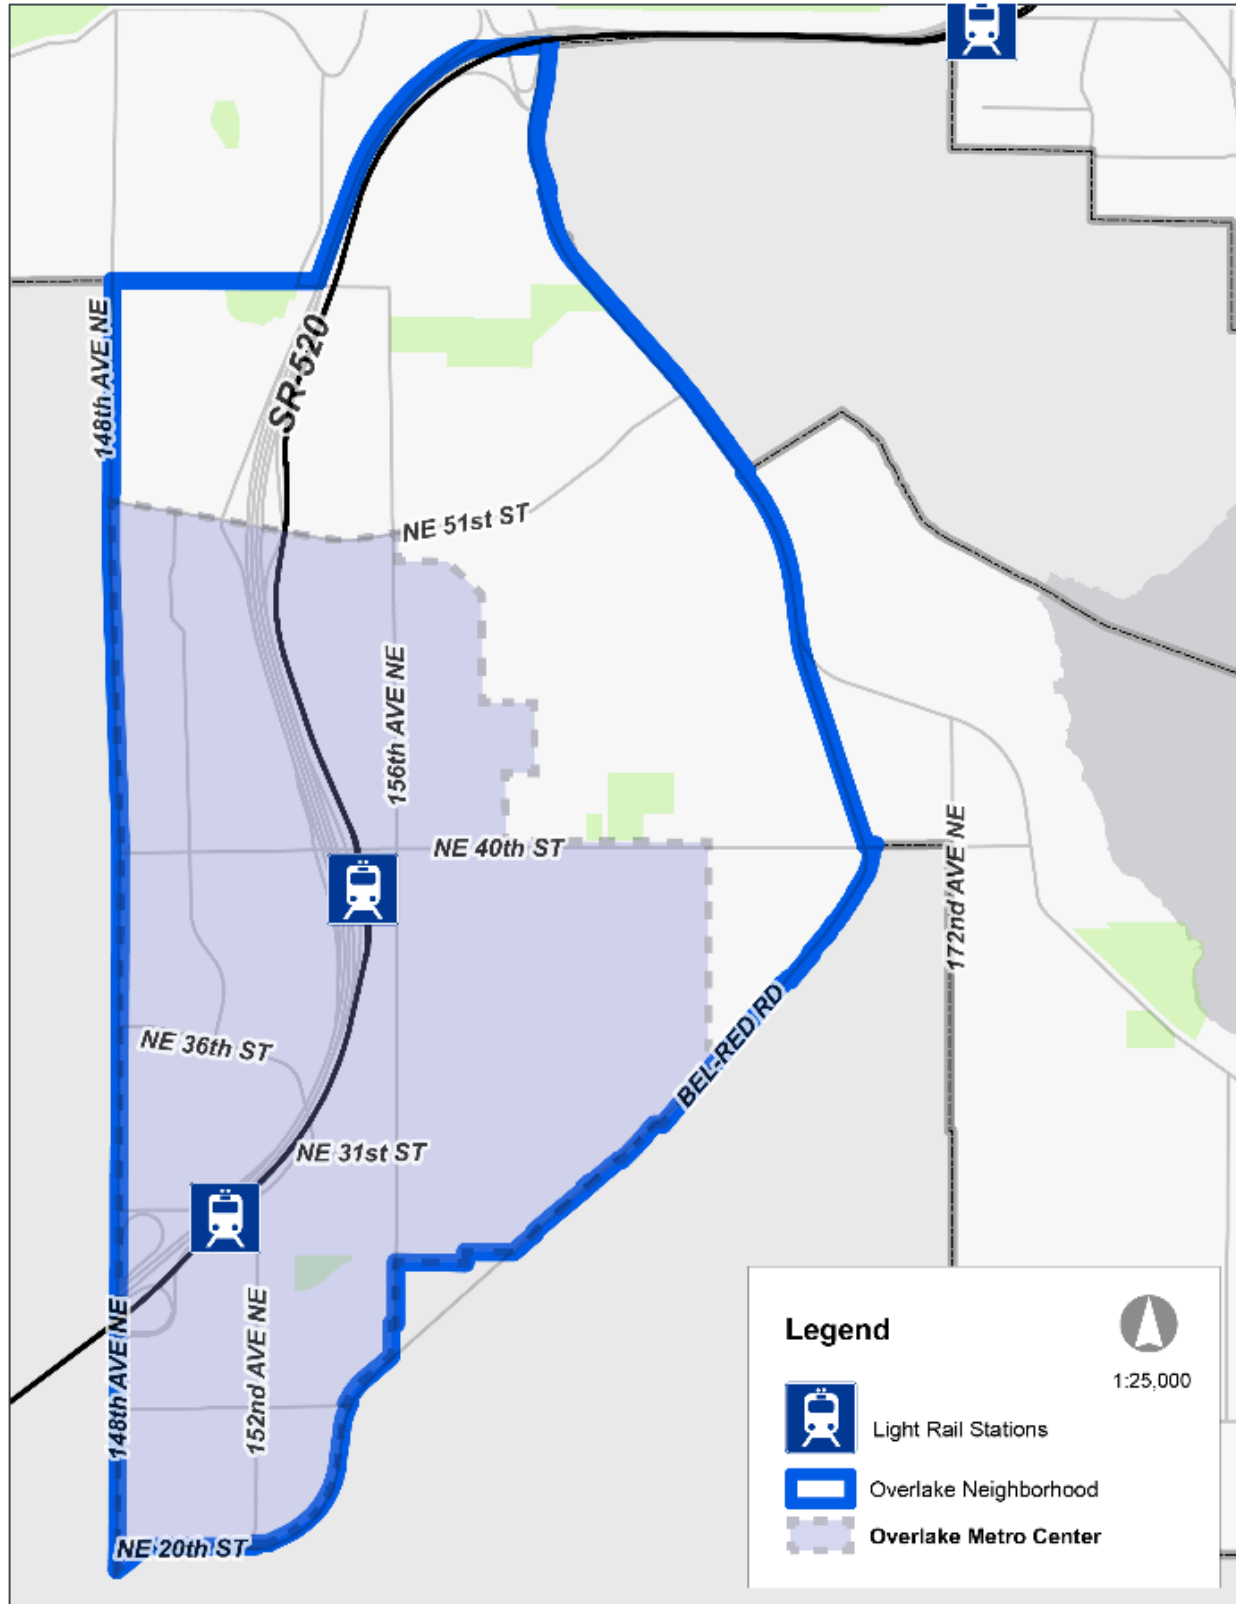 148th AVE NE
SR-520
NE 51st ST
156th AVE NE
NE 40th ST
172nd AVE NE
NE 36th ST
BEL-RED RD
NE 31st ST
148th AVE NE
152nd AVE NE
NE 20th ST
Legend
1:25,000
Light Rail Stations
Overlake Neighborhood
Overlake Metro Center